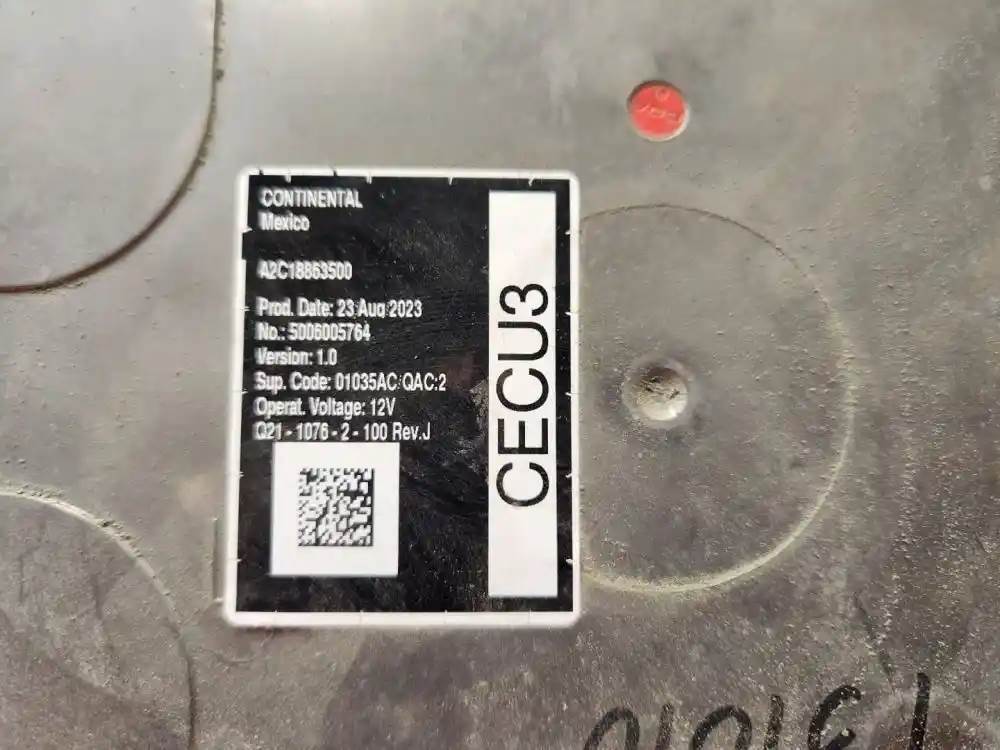 CONTINENTAL
Mexico
A2C18863500
Prod. Date: 23 Aug 2023
No.: 5006005764
Version: 1.0
Sup. Code: 01035AC QAC:2
Operat. Voltage: 12V
Q21 - 1076 - 2 - 100 Rev.J
CECU3